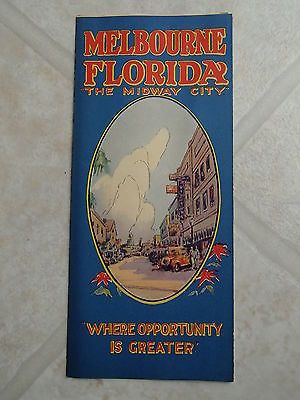 MELBOURNE
FLORIDA
"THE MIDWAY CITY"
"WHERE OPPORTUNITY
IS GREATER"